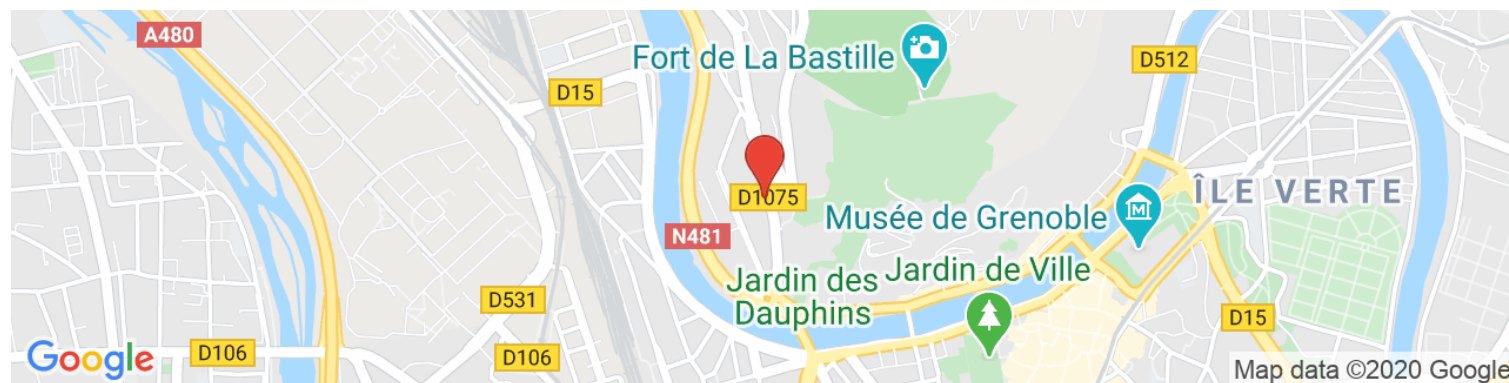 A480
Fort de La Bastille
D512
D15
D1075
ÎLE VERTE
Musée de Grenoble
M
N481
Jardin des
Dauphins
Jardin de Ville
D531
D15
Google
D106
D106
Map data ©2020 Google